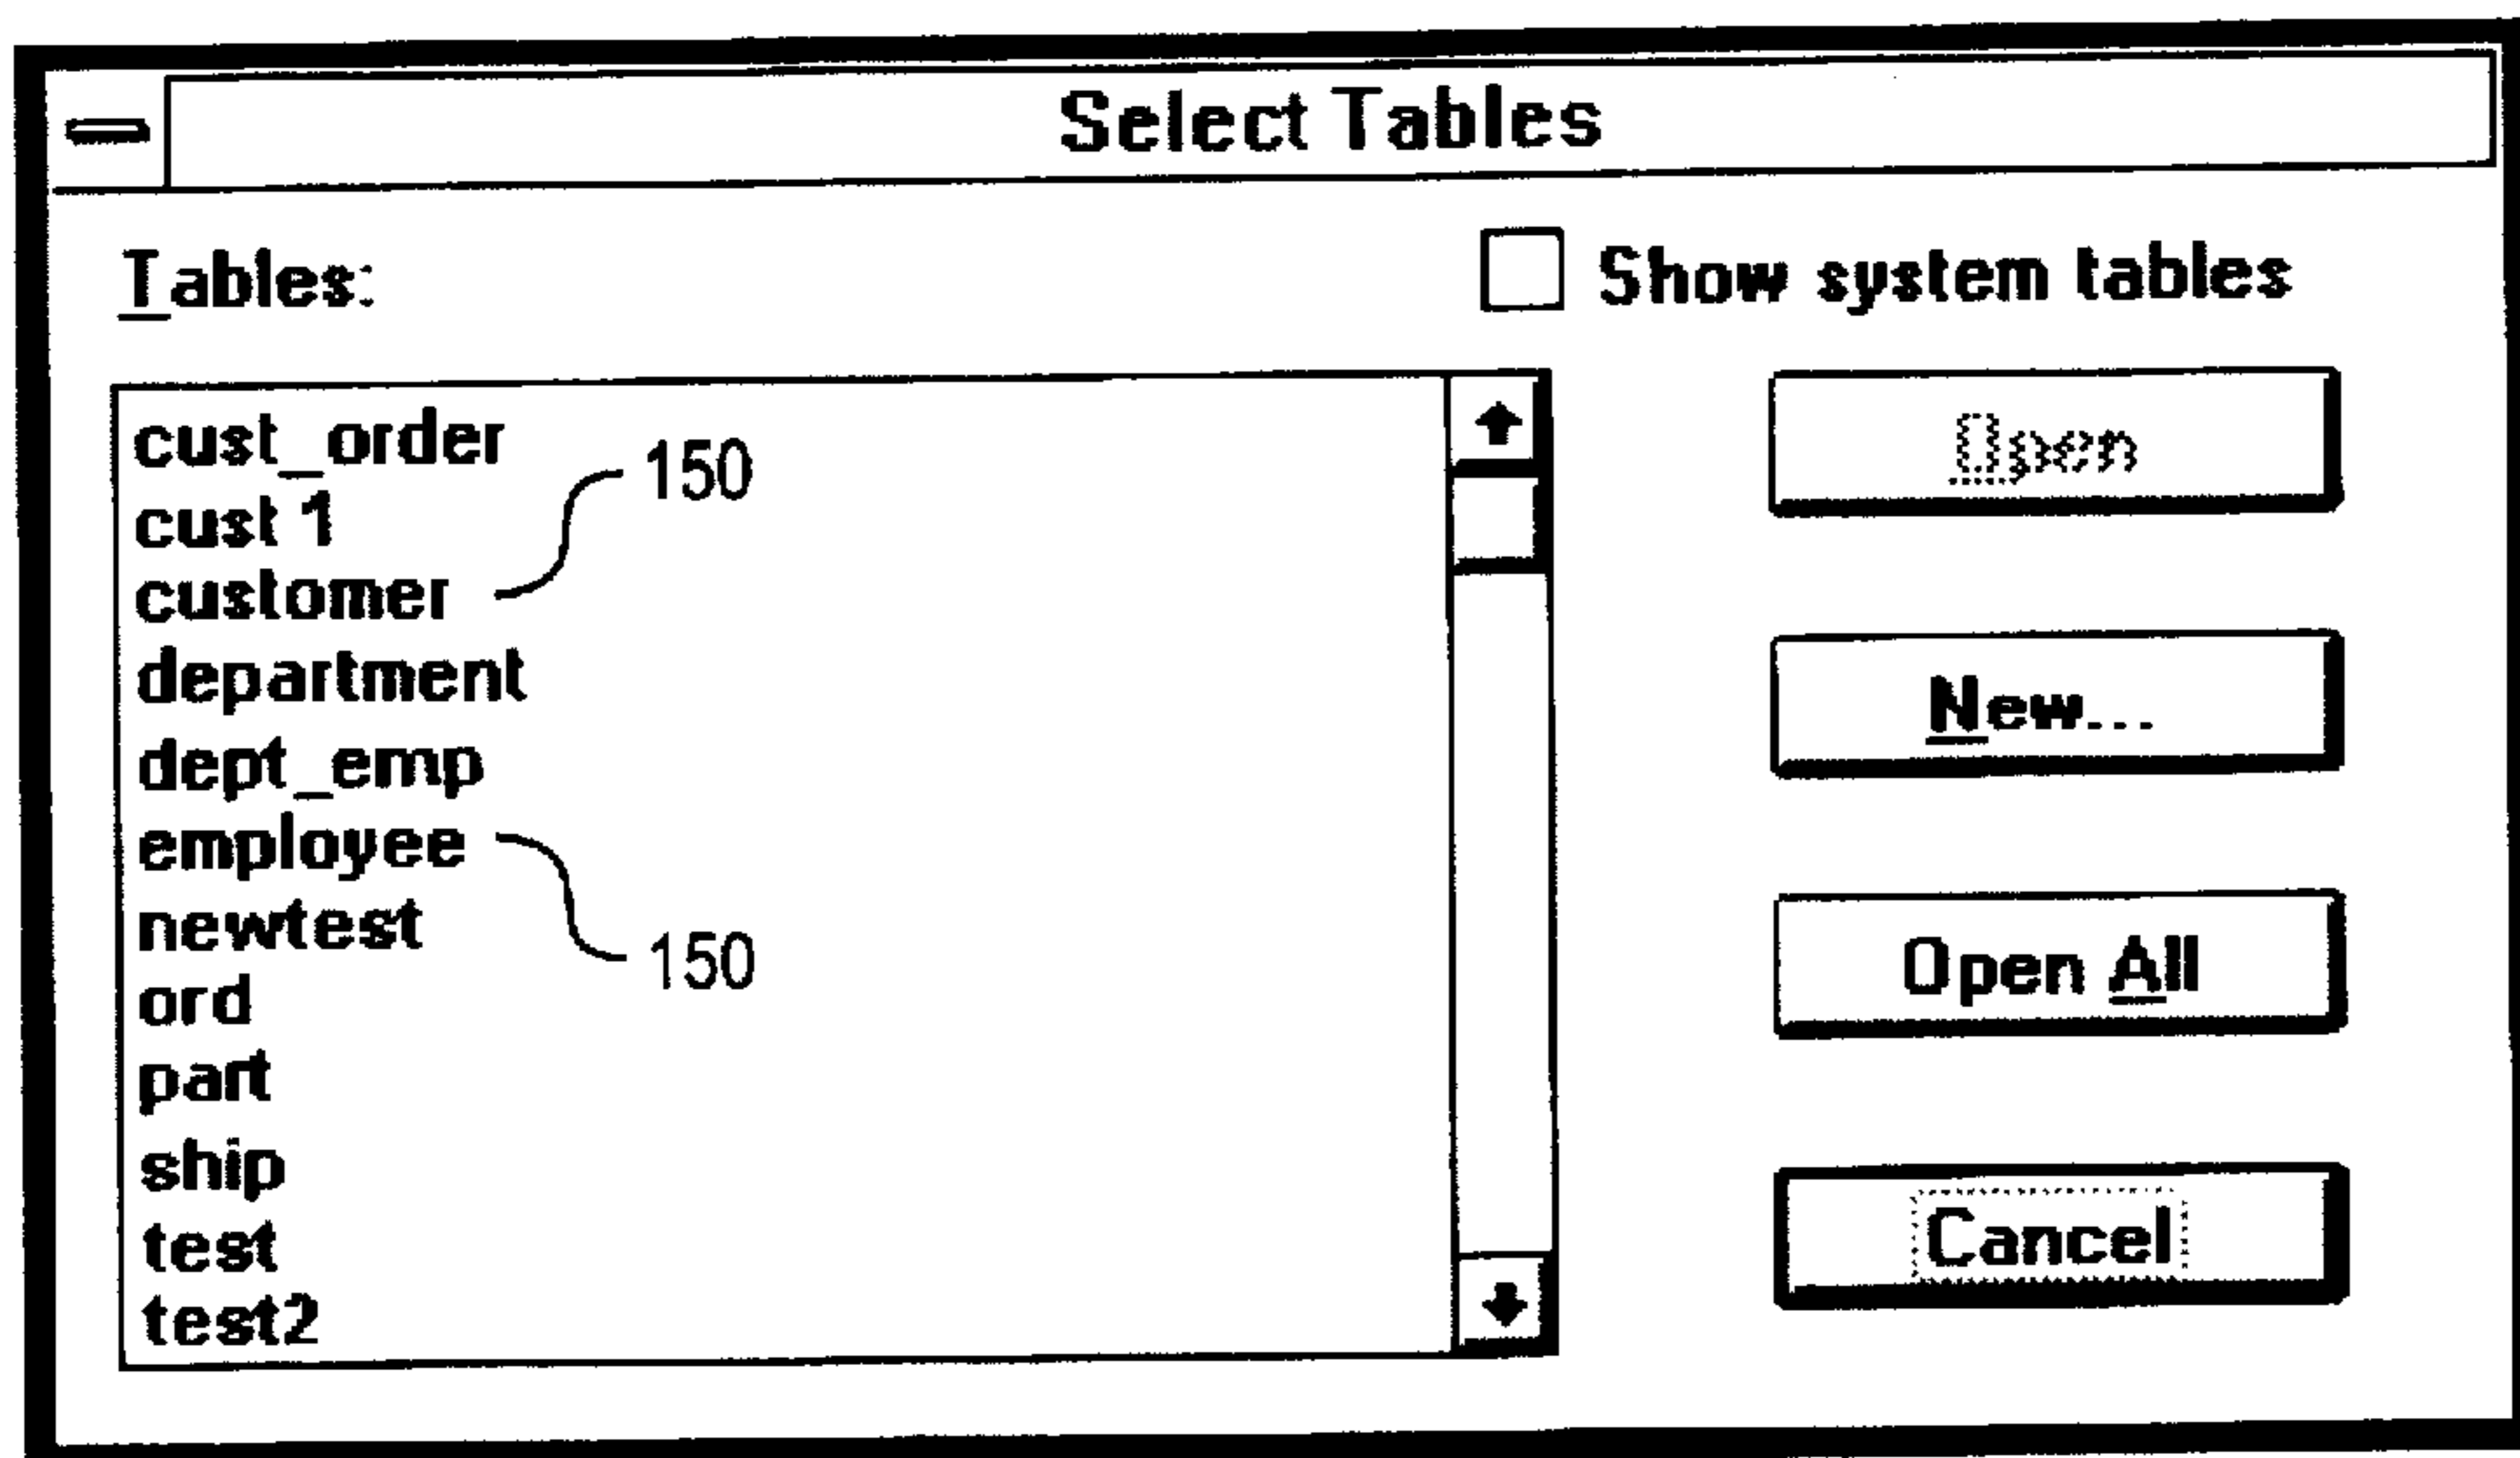 Select Tables
Tables:
Show system tables
cust_order
150
cust 1
customer
department
dept_emp
employee
newtest
150
ord
part
ship
test
test2
Open
New...
Open All
Cancel